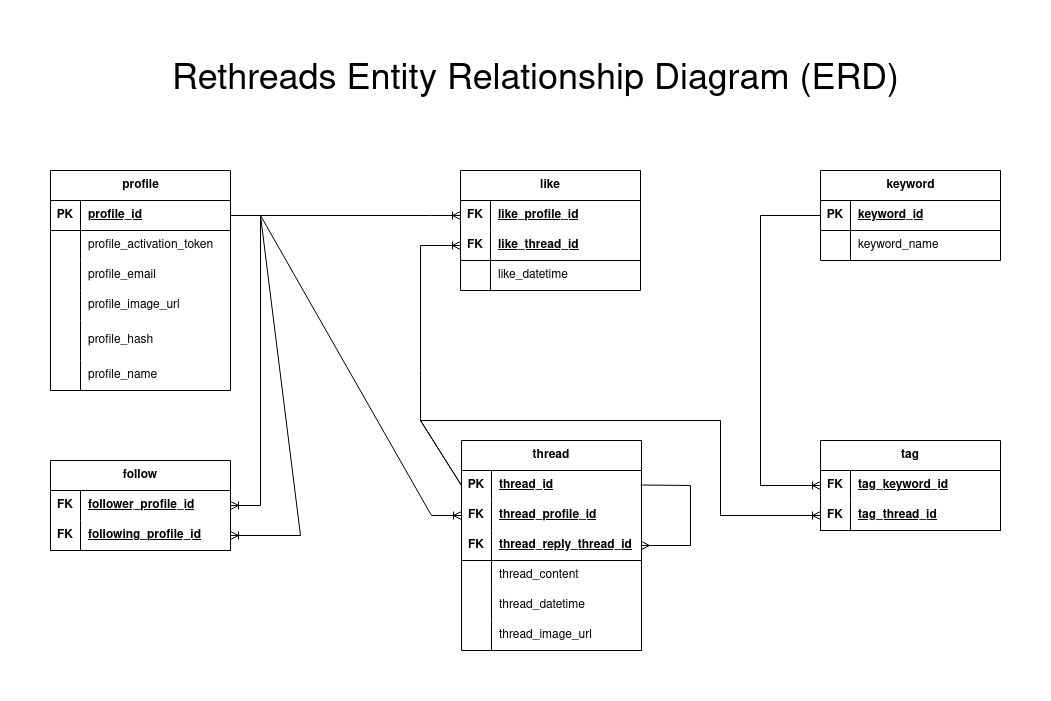 Rethreads Entity Relationship Diagram (ERD)
profile
PK profile_id
profile_activation_token
profile_email
profile_image_url
profile_hash
profile_name
like
FK like_profile_id
FK like_thread_id
like_datetime
keyword
PK keyword_id
keyword_name
follow
FK follower_profile_id
FK following_profile_id
thread
PK thread_id
FK thread_profile_id
FK thread_reply_thread_id
thread_content
thread_datetime
thread_image_url
tag
FK tag_keyword_id
FK tag_thread_id